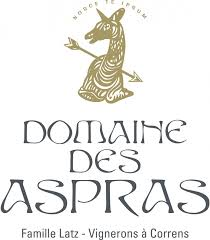 NOSCE TE IPSUM
DOMAINE
DES
ASPRAS
Famille Latz - Vignerons à Correns